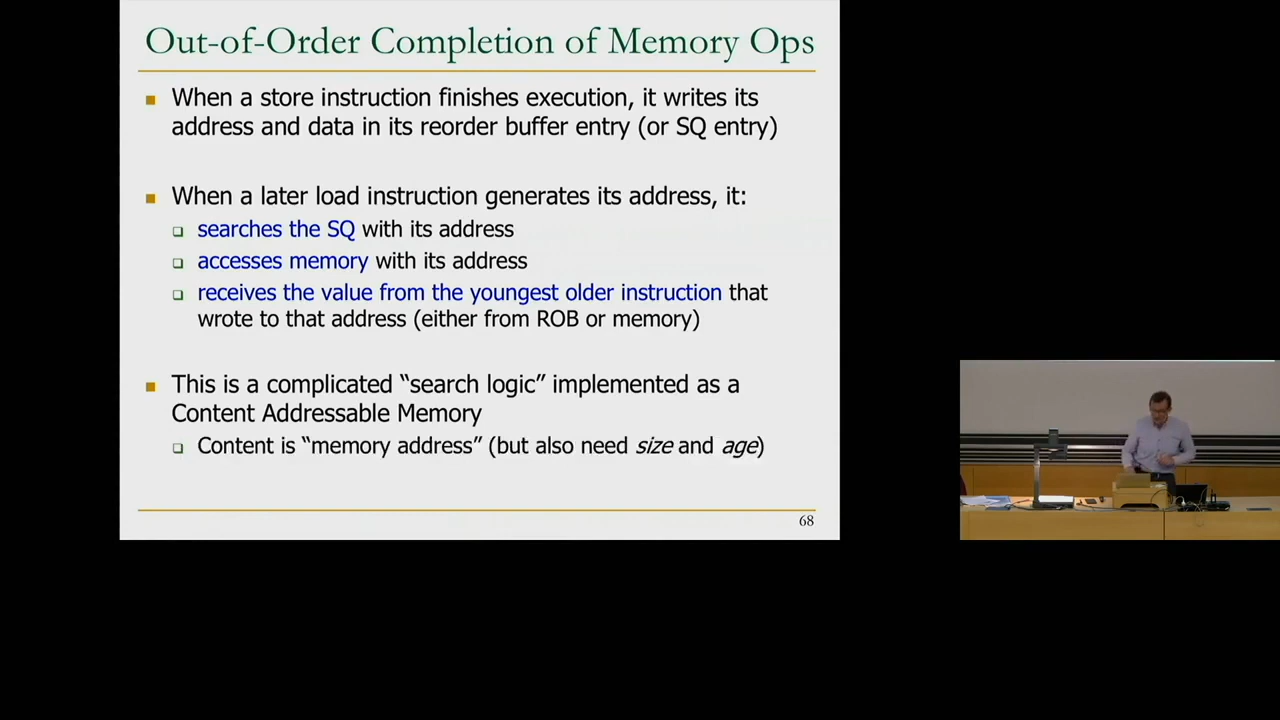 Out-of-Order Completion of Memory Ops
When a store instruction finishes execution, it writes its
address and data in its reorder buffer entry (or SQ entry)
When a later load instruction generates its address, it:
searches the SQ with its address
accesses memory with its address
receives the value from the youngest older instruction that
wrote to that address (either from ROB or memory)
This is a complicated “search logic” implemented as a
Content Addressable Memory
Content is “memory address” (but also need size and age)
68